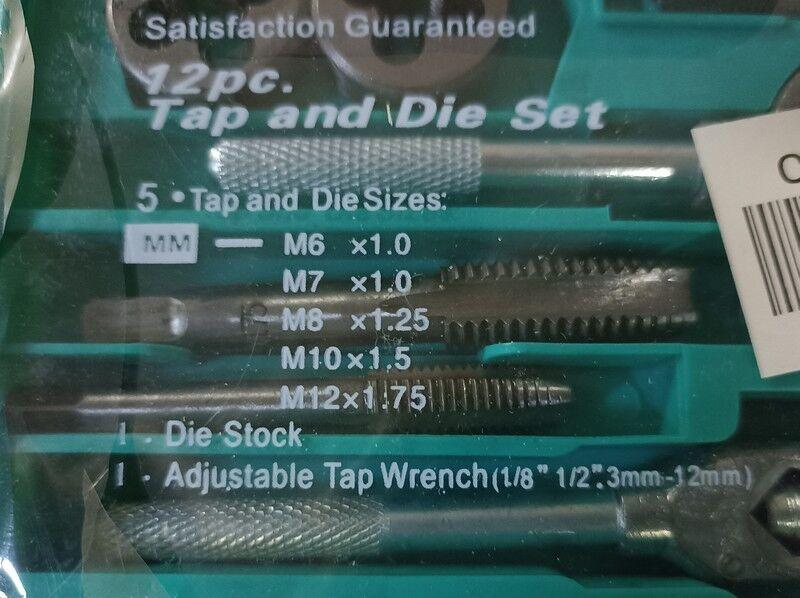 Satisfaction Guaranteed
12pc.
Tap and Die Set
5 • Tap and Die Sizes:
MM — M6 ×1.0
M7 ×1.0
M8 ×1.25
M10×1.5
M12×1.75
1 - Die Stock
1 - Adjustable Tap Wrench(1/8" 1/2".3mm-12mm)